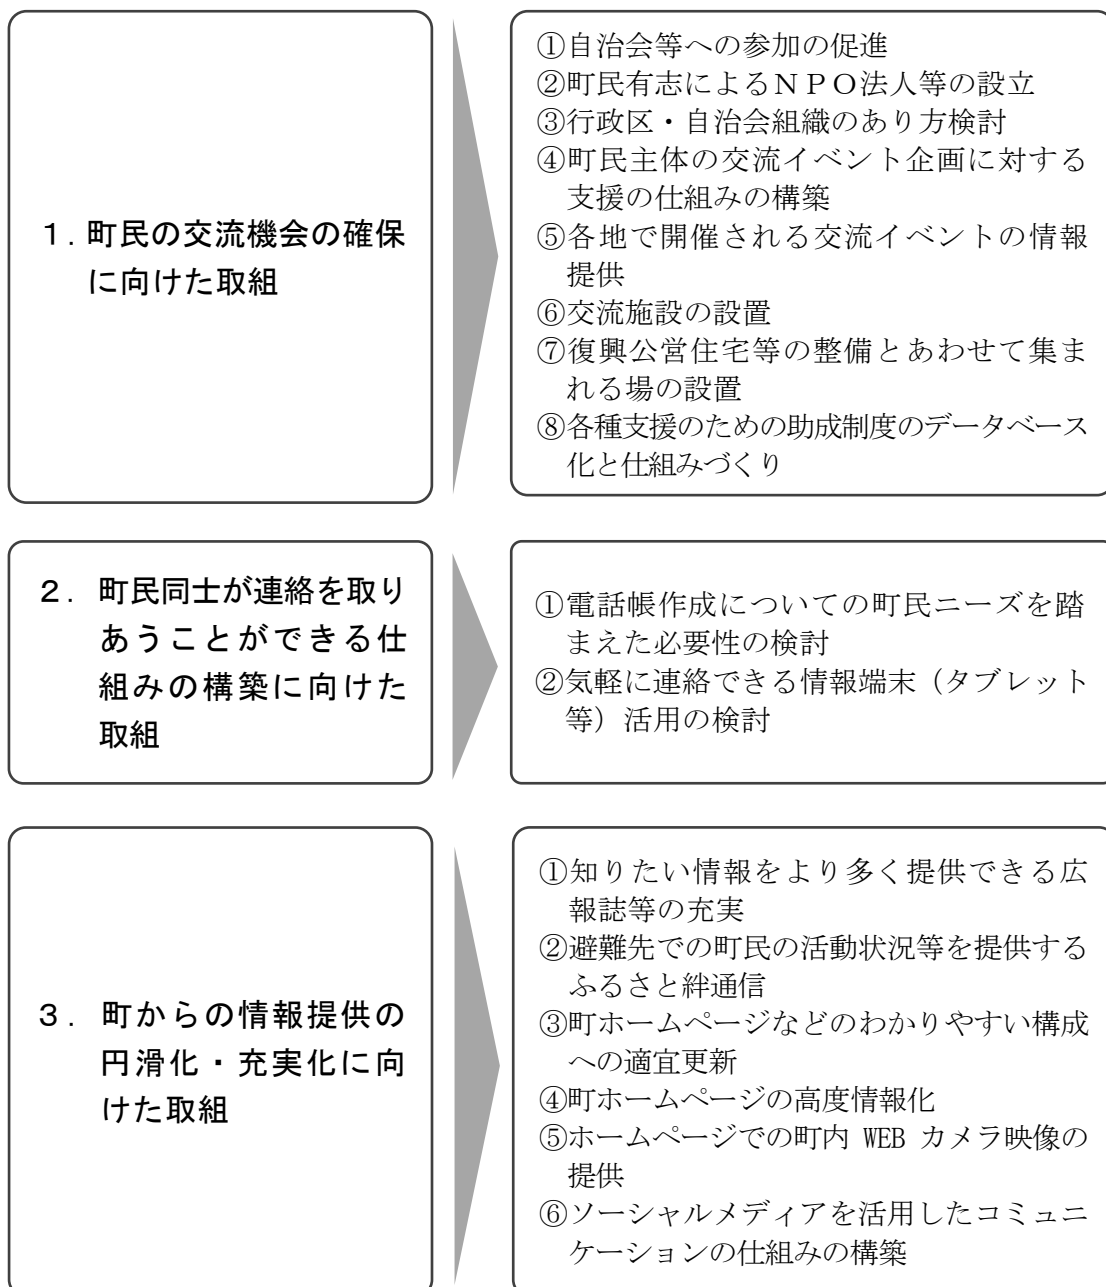 １．町民の交流機会の確保
に向けた取組
①自治会等への参加の促進
②町民有志によるＮＰＯ法人等の設立
③行政区・自治会組織のあり方検討
④町民主体の交流イベント企画に対する
支援の仕組みの構築
⑤各地で開催される交流イベントの情報
提供
⑥交流施設の設置
⑦復興公営住宅等の整備とあわせて集ま
れる場の設置
⑧各種支援のための助成制度のデータベース
化と仕組みづくり
２．町民同士が連絡を取り
あうことができる仕
組みの構築に向けた
取組
①電話帳作成についての町民ニーズを踏
まえた必要性の検討
②気軽に連絡できる情報端末（タブレット
等）活用の検討
３．町からの情報提供の
円滑化・充実化に向
けた取組
①知りたい情報をより多く提供できる広
報誌等の充実
②避難先での町民の活動状況等を提供する
ふるさと絆通信
③町ホームページなどのわかりやすい構成
への適宜更新
④町ホームページの高度情報化
⑤ホームページでの町内 WEB カメラ映像の
提供
⑥ソーシャルメディアを活用したコミュニ
ケーションの仕組みの構築